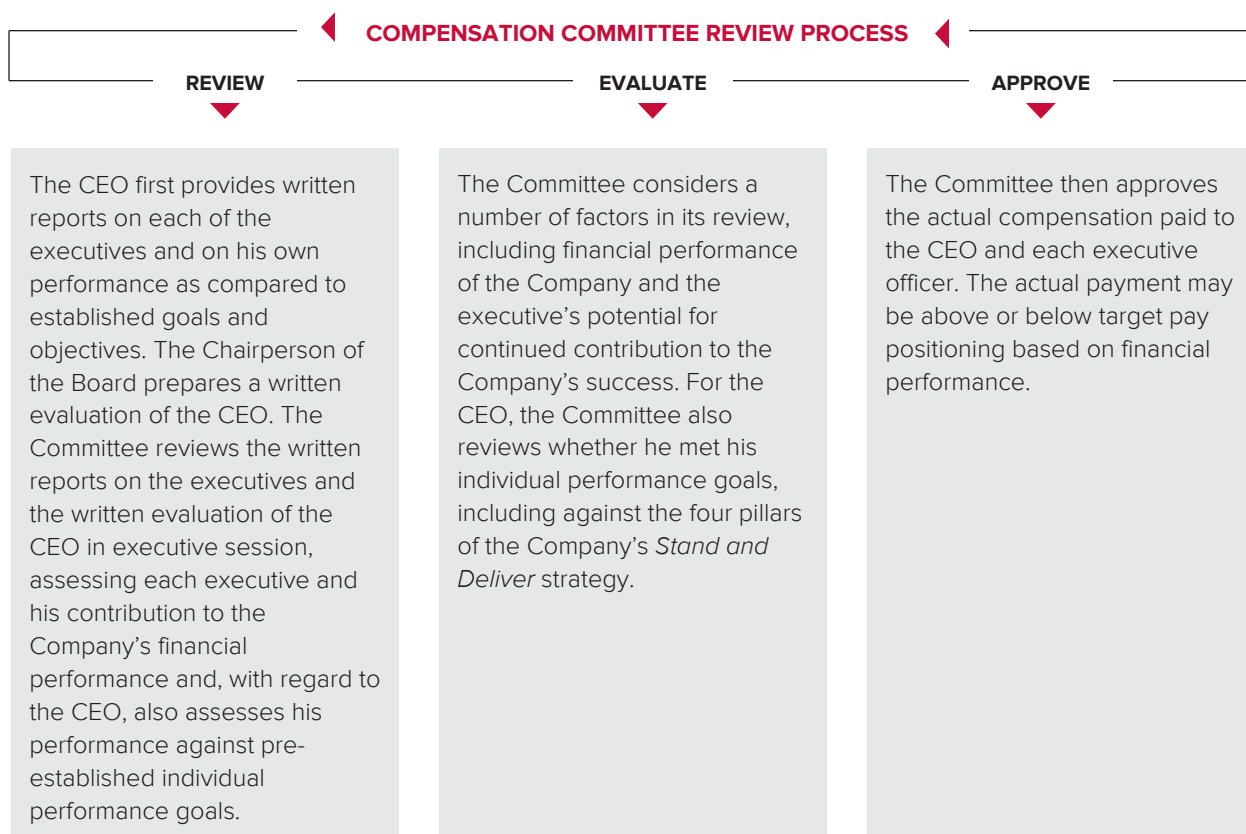 COMPENSATION COMMITTEE REVIEW PROCESS
REVIEW
The CEO first provides written
reports on each of the
executives and on his own
performance as compared to
established goals and
objectives. The Chairperson of
the Board prepares a written
evaluation of the CEO. The
Committee reviews the written
reports on the executives and
the written evaluation of the
CEO in executive session,
assessing each executive and
his contribution to the
Company’s financial
performance and, with regard to
the CEO, also assesses his
performance against pre-
established individual
performance goals.
EVALUATE
The Committee considers a
number of factors in its review,
including financial performance
of the Company and the
executive’s potential for
continued contribution to the
Company’s success. For the
CEO, the Committee also
reviews whether he met his
individual performance goals,
including against the four pillars
of the Company’s Stand and
Deliver strategy.
APPROVE
The Committee then approves
the actual compensation paid to
the CEO and each executive
officer. The actual payment may
be above or below target pay
positioning based on financial
performance.